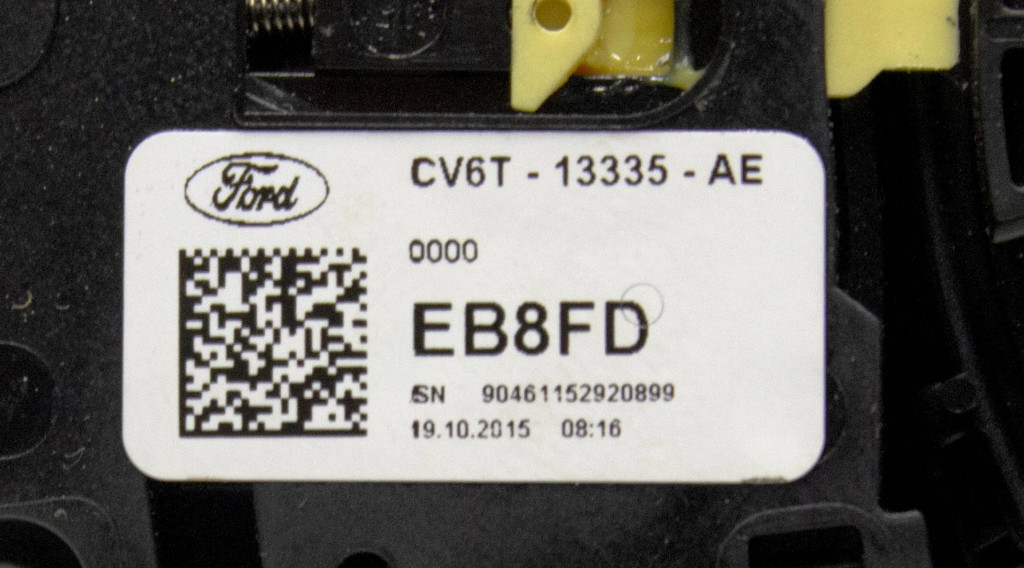 Ford
CV6T - 13335 - AE
0000
EB8FD
SN 90461152920899
19.10.2015 08:16